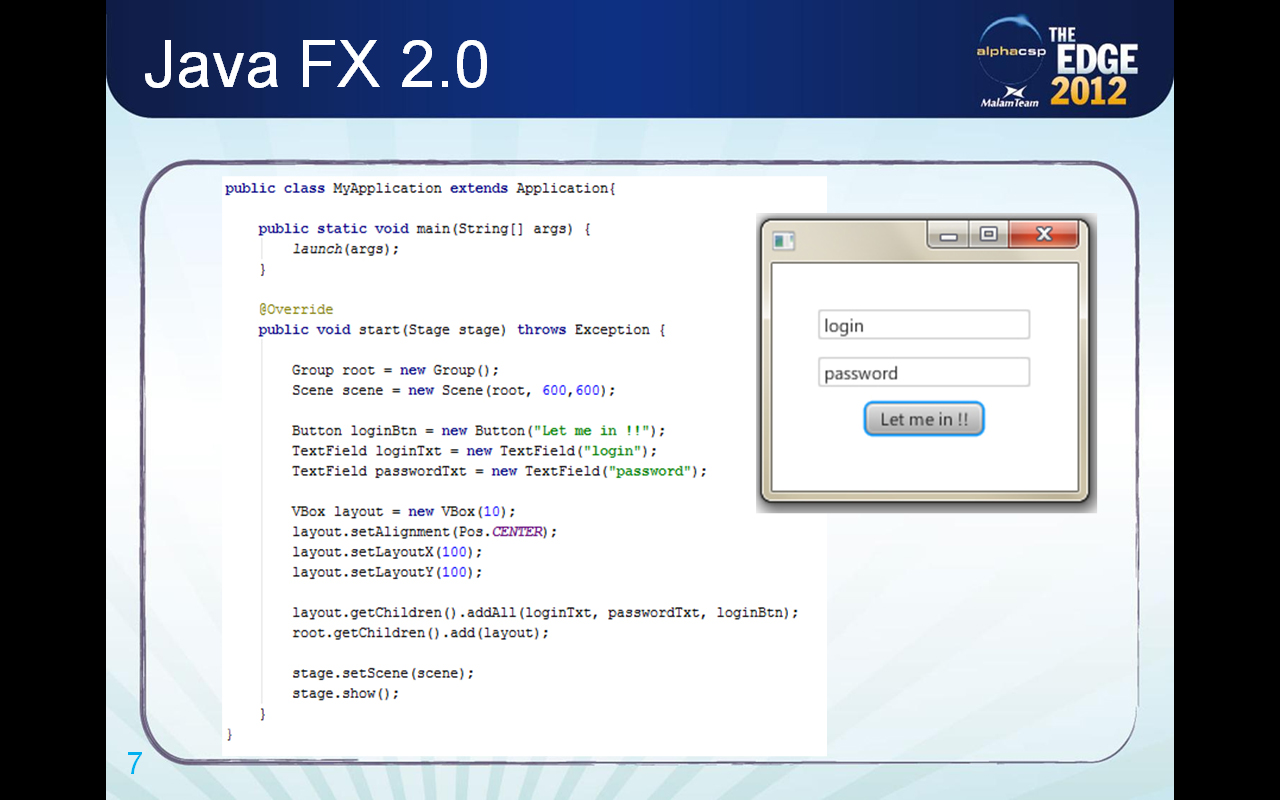 Java FX 2.0
alphacsp
MalamTeam
THE
EDGE
2012
public class MyApplication extends Application{
public static void main(String[] args) {
launch(args);
}
@Override
public void start(Stage stage) throws Exception {
Group root = new Group();
Scene scene = new Scene(root, 600,600);
Button loginBtn = new Button("Let me in !!");
TextField loginTxt = new TextField("login");
TextField passwordTxt = new TextField("password");
VBox layout = new VBox(10);
layout.setAlignment(Pos.CENTER);
layout.setLayoutX(100);
layout.setLayoutY(100);
layout.getChildren().addAll(loginTxt, passwordTxt, loginBtn);
root.getChildren().add(layout);
stage.setScene(scene);
stage.show();
}
}
login
password
Let me in !!
7